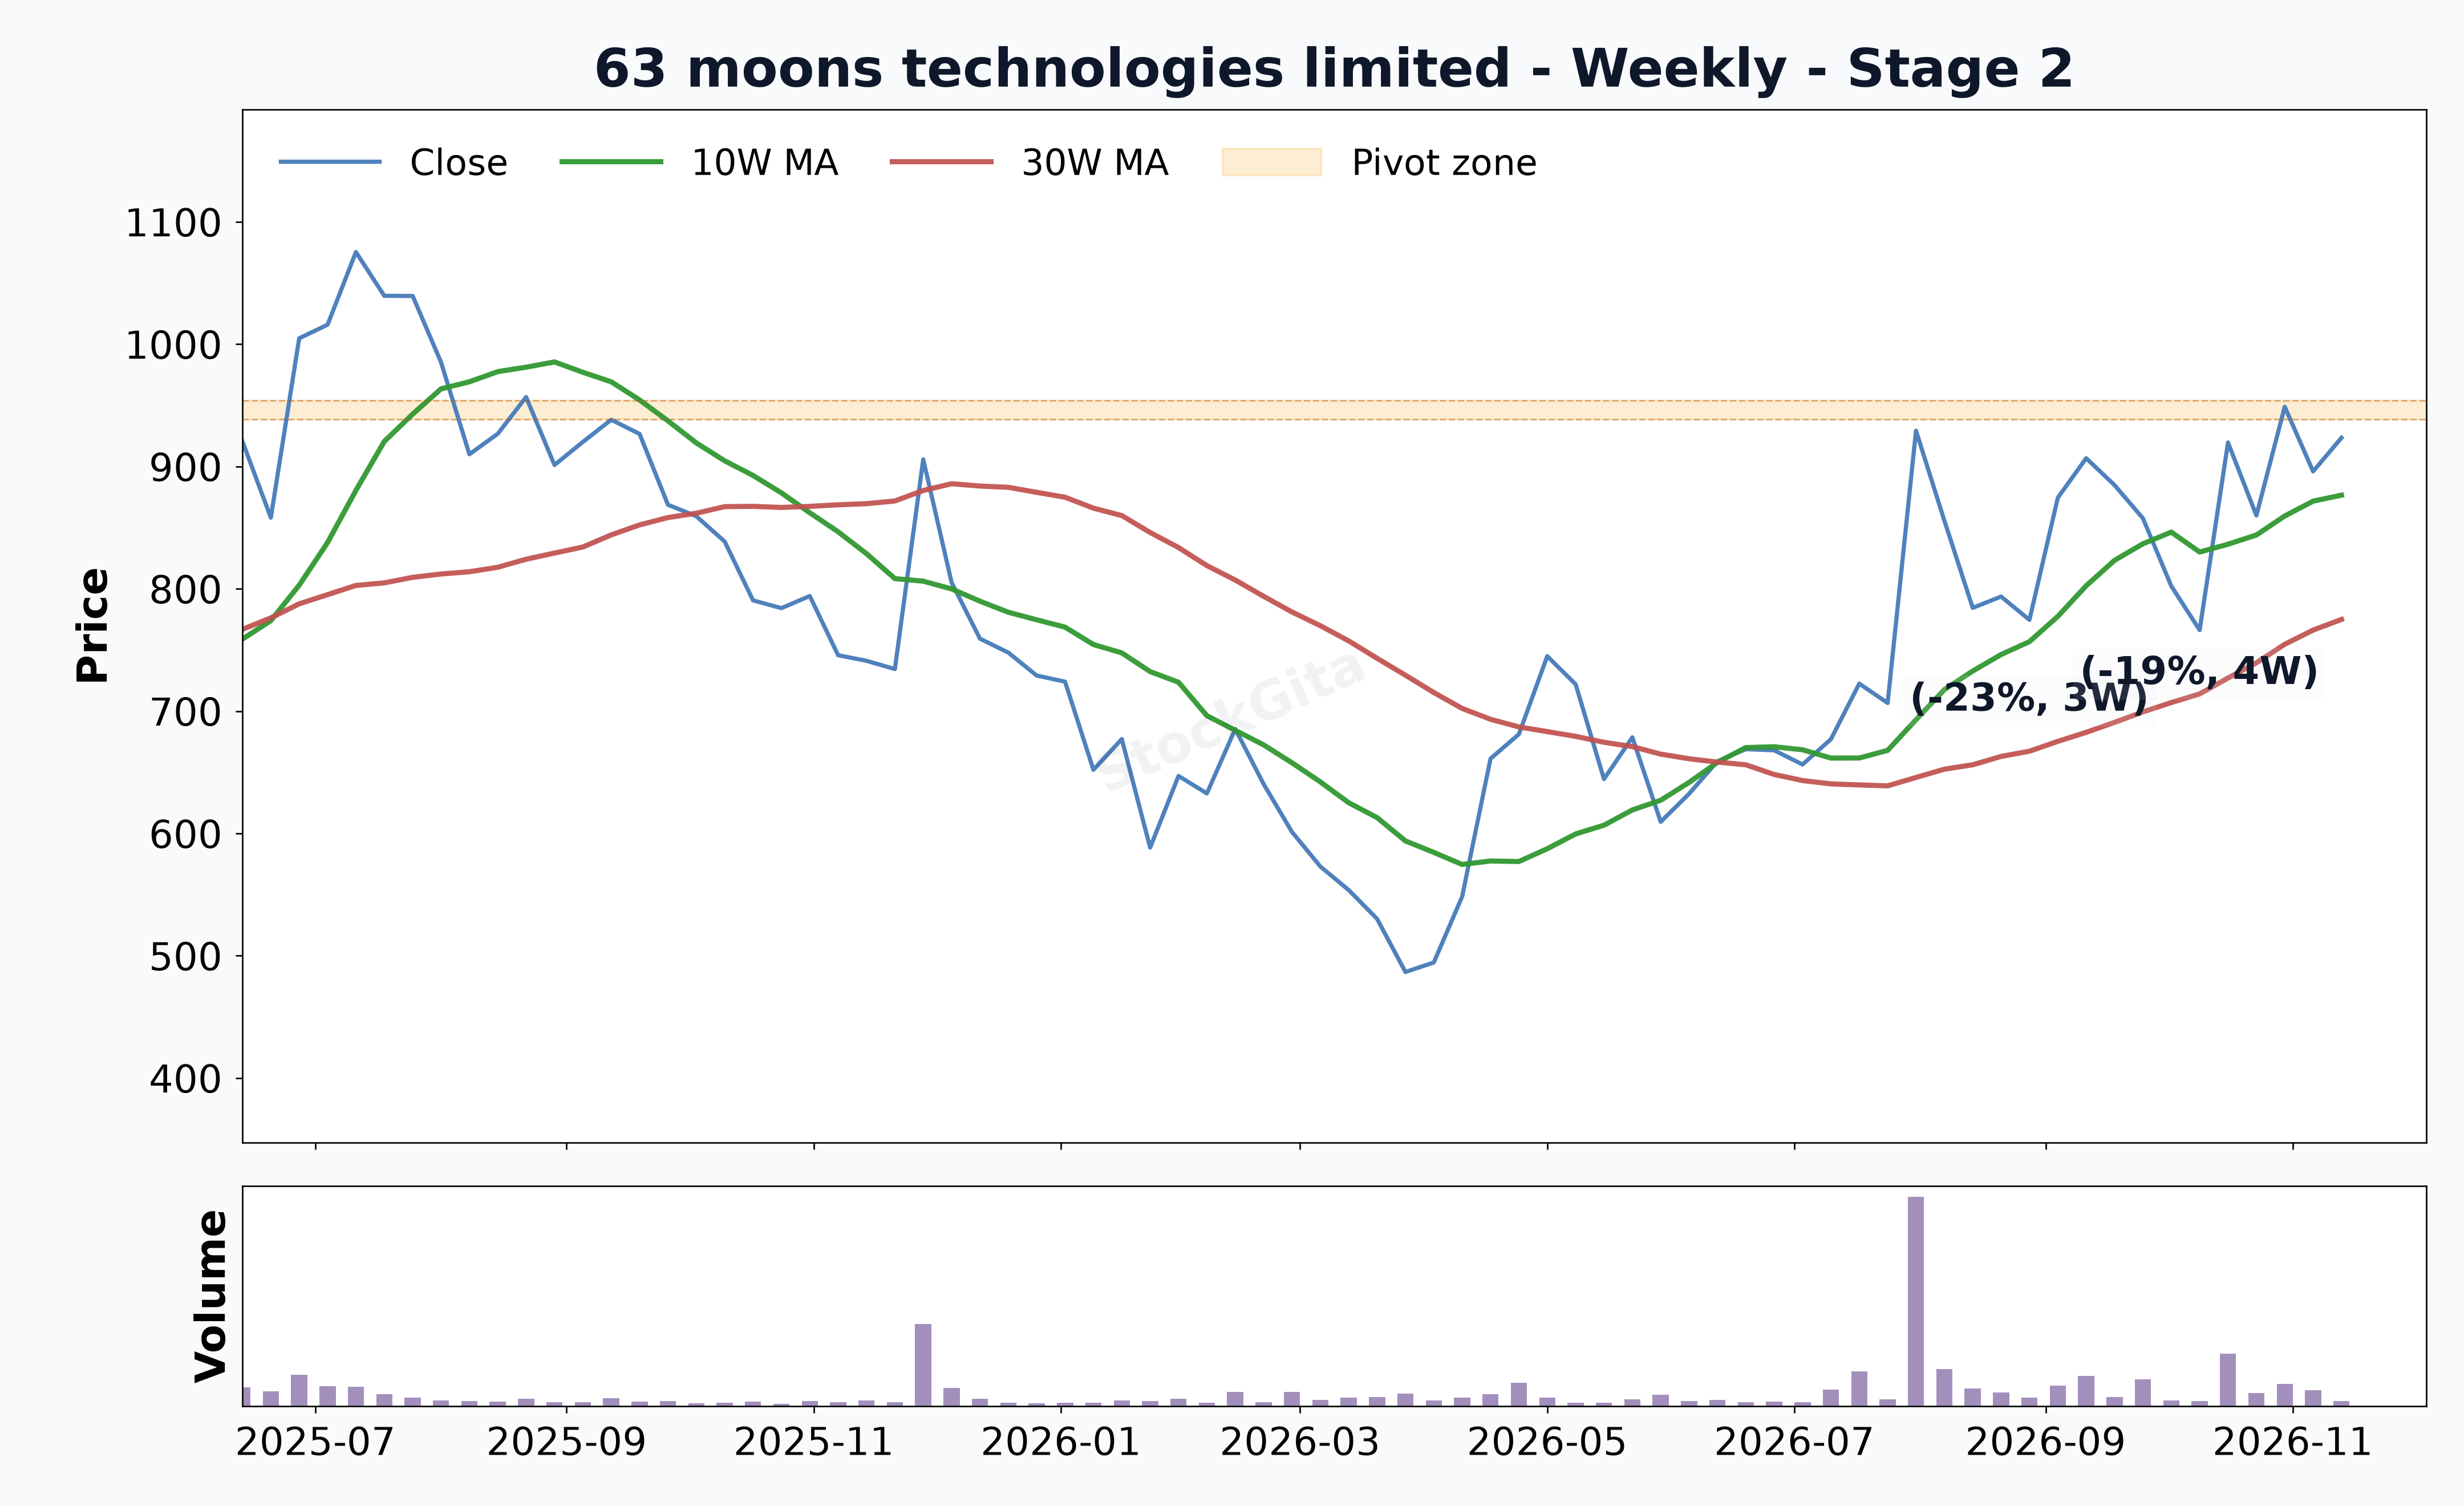 63 moons technologies limited - Weekly - Stage 2
Close 10W MA 30W MA Pivot zone
Price
1100
1000
900
800
700
600
500
400
(-23%, 3W)
(-19%, 4W)
StockGita
Volume
2025-07 2025-09 2025-11 2026-01 2026-03 2026-05 2026-07 2026-09 2026-11